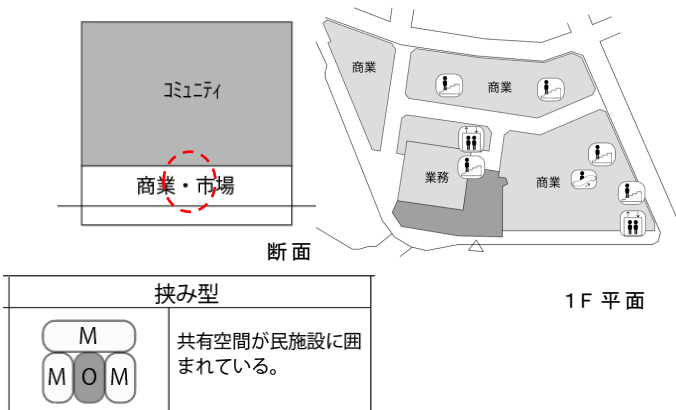 コミュニティ
商業・市場
断面
商業
商業
業務
商業
1F 平面
挟み型
M
M O M
共有空間が民施設に囲
まれている。